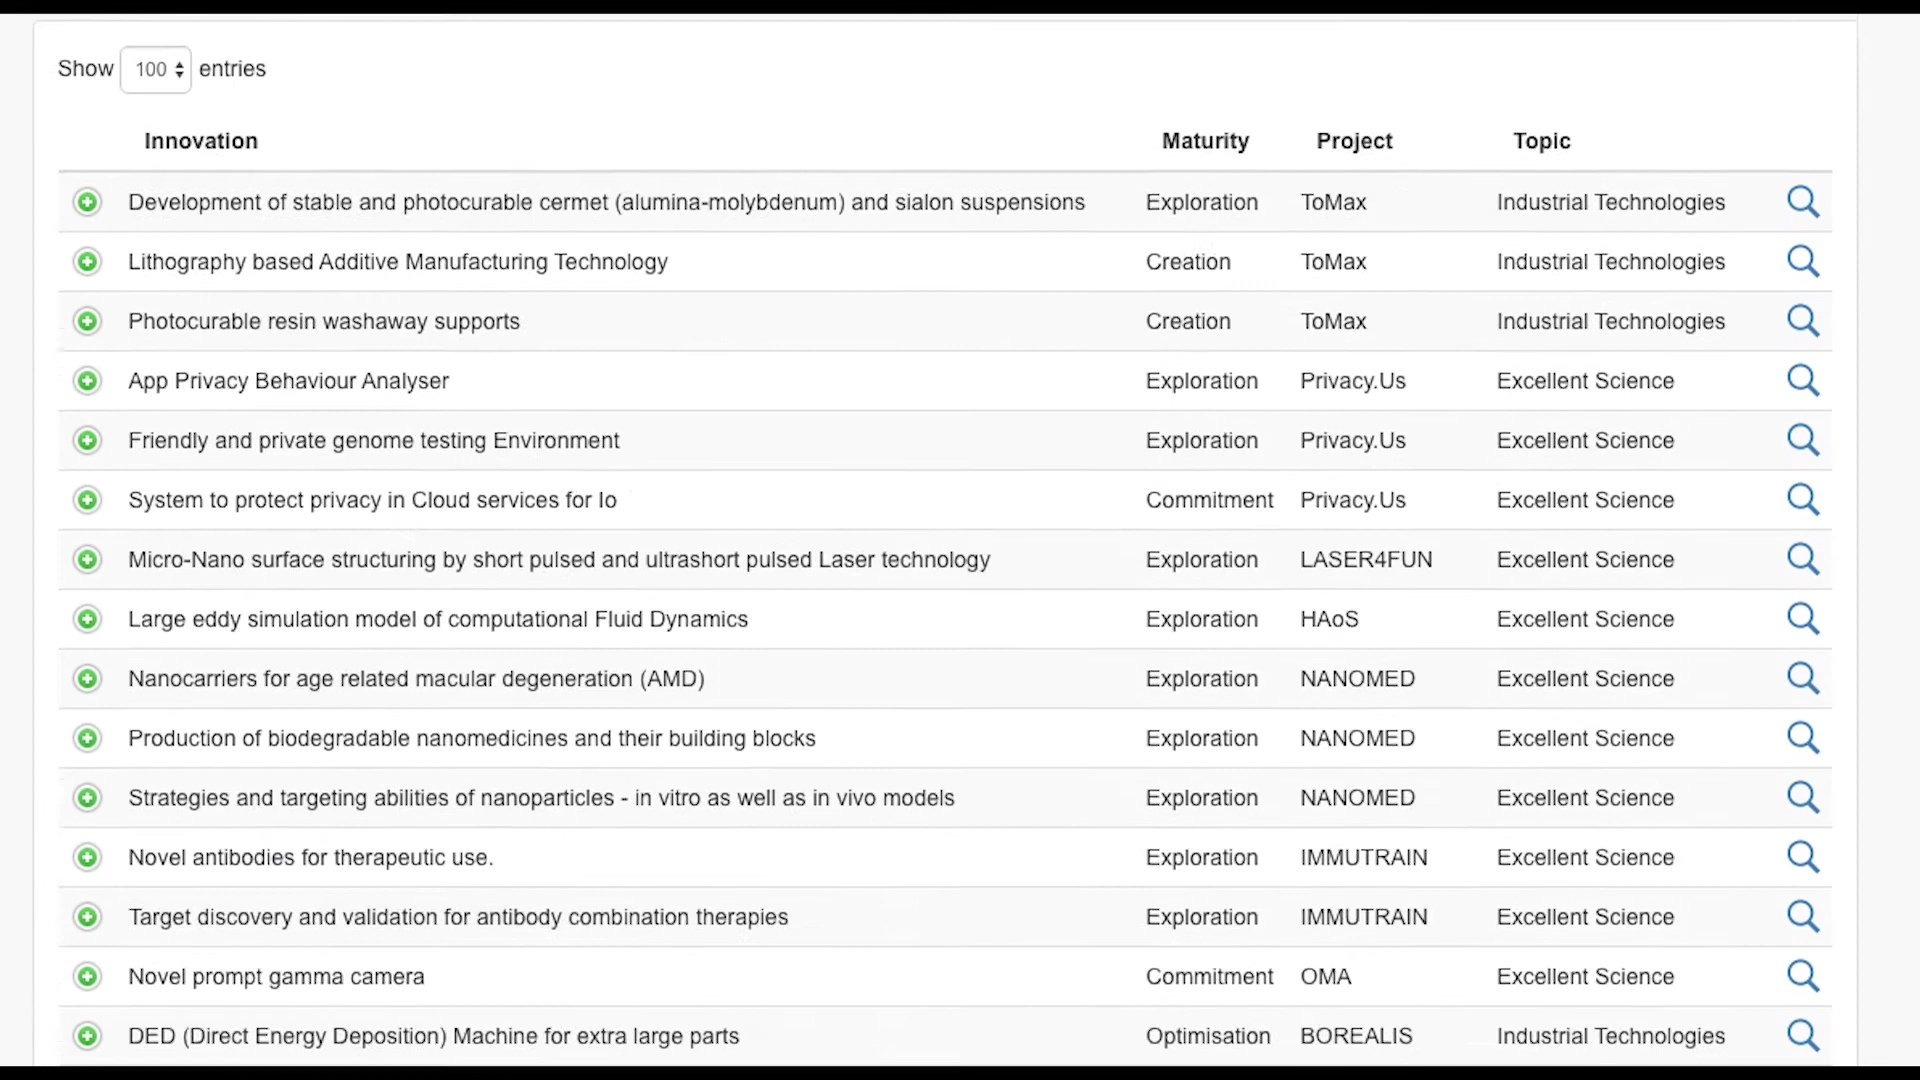 Show 100 entries
Innovation Maturity Project Topic
Development of stable and photocurable cermet (alumina-molybdenum) and sialon suspensions Exploration ToMax Industrial Technologies
Lithography based Additive Manufacturing Technology Creation ToMax Industrial Technologies
Photocurable resin washaway supports Creation ToMax Industrial Technologies
App Privacy Behaviour Analyser Exploration Privacy.Us Excellent Science
Friendly and private genome testing Environment Exploration Privacy.Us Excellent Science
System to protect privacy in Cloud services for Io Commitment Privacy.Us Excellent Science
Micro-Nano surface structuring by short pulsed and ultrashort pulsed Laser technology Exploration LASER4FUN Excellent Science
Large eddy simulation model of computational Fluid Dynamics Exploration HAoS Excellent Science
Nanocarriers for age related macular degeneration (AMD) Exploration NANOMED Excellent Science
Production of biodegradable nanomedicines and their building blocks Exploration NANOMED Excellent Science
Strategies and targeting abilities of nanoparticles - in vitro as well as in vivo models Exploration NANOMED Excellent Science
Novel antibodies for therapeutic use. Exploration IMMUTRAIN Excellent Science
Target discovery and validation for antibody combination therapies Exploration IMMUTRAIN Excellent Science
Novel prompt gamma camera Commitment OMA Excellent Science
DED (Direct Energy Deposition) Machine for extra large parts Optimisation BOREALIS Industrial Technologies